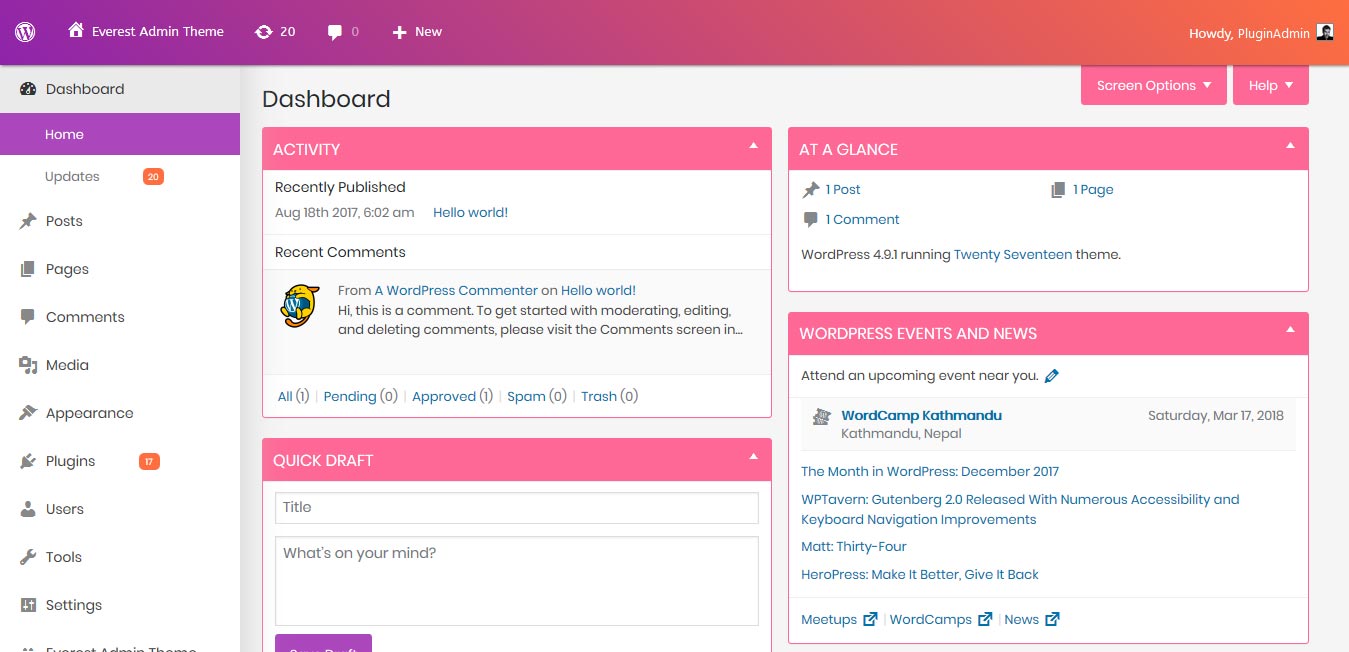 Everest Admin Theme 20 0 New
Howdy, PluginAdmin
Dashboard
Home
Updates 20
Posts
Pages
Comments
Media
Appearance
Plugins 17
Users
Tools
Settings
Everest Admin Theme
Dashboard
Screen Options
Help
ACTIVITY
Recently Published
Aug 18th 2017, 6:02 am Hello world!
Recent Comments
From A WordPress Commenter on Hello world!
Hi, this is a comment. To get started with moderating, editing,
and deleting comments, please visit the Comments screen in...
All (1) | Pending (0) | Approved (1) | Spam (0) | Trash (0)
QUICK DRAFT
Title
What's on your mind?
Save Draft
AT A GLANCE
1 Post 1 Page
1 Comment
WordPress 4.9.1 running Twenty Seventeen theme.
WORDPRESS EVENTS AND NEWS
Attend an upcoming event near you.
WordCamp Kathmandu Saturday, Mar 17, 2018
Kathmandu, Nepal
The Month in WordPress: December 2017
WPTavern: Gutenberg 2.0 Released With Numerous Accessibility and
Keyboard Navigation Improvements
Matt: Thirty-Four
HeroPress: Make It Better, Give It Back
Meetups | WordCamps | News